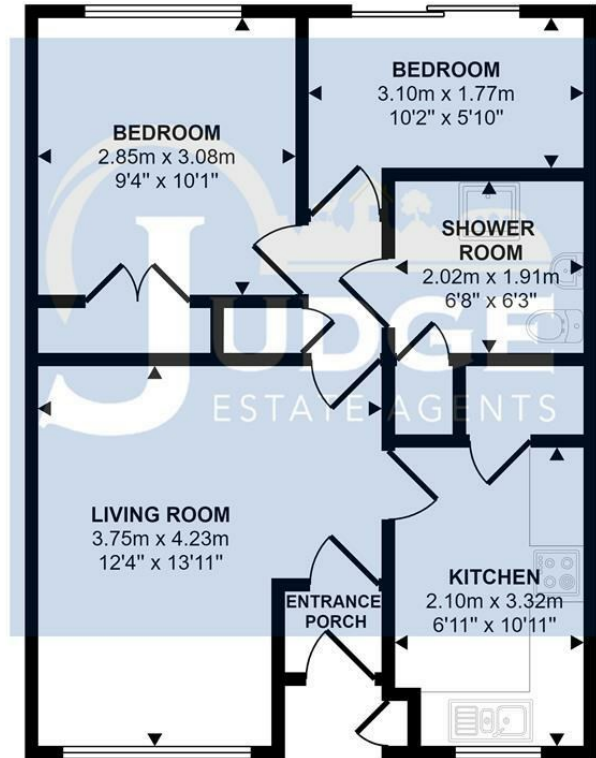 BEDROOM
3.10m x 1.77m
10'2" x 5'10"
BEDROOM
2.85m x 3.08m
9'4" x 10'1"
SHOWER
ROOM
2.02m x 1.91m
6'8" x 6'3"
JUDGE
ESTATE AGENTS
LIVING ROOM
3.75m x 4.23m
12'4" x 13'11"
KITCHEN
2.10m x 3.32m
6'11" x 10'11"
ENTRANCE
PORCH